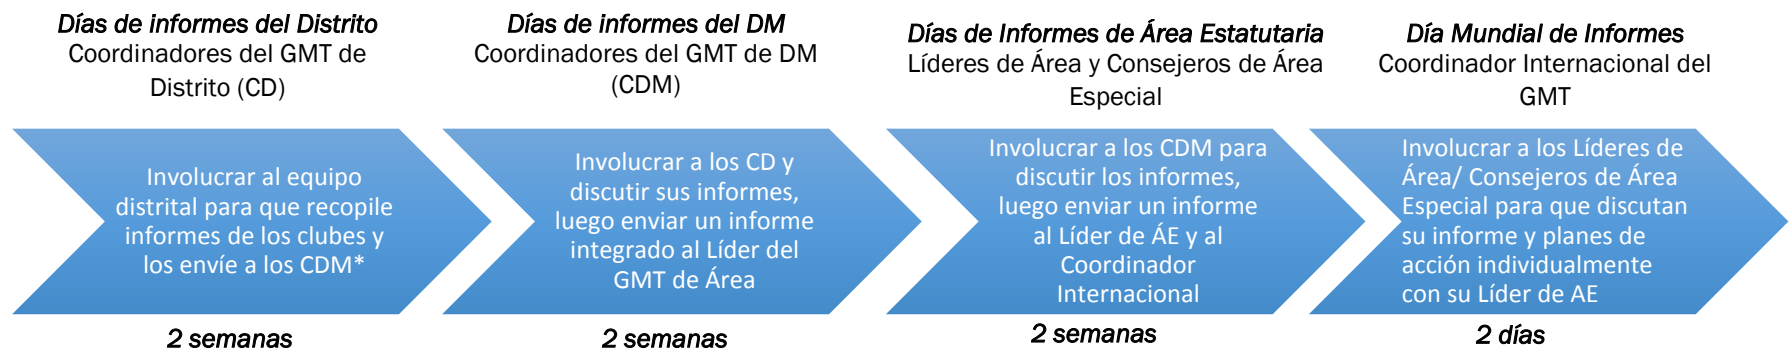 Días de informes del Distrito
Coordinadores del GMT de
Distrito (CD)
Involucrar al equipo
distrital para que recopile
informes de los clubes y
los envíe a los CDM*
2 semanas
Días de informes del DM
Coordinadores del GMT de DM
(CDM)
Involucrar a los CD y
discutir sus informes,
luego enviar un informe
integrado al Líder del
GMT de Área
2 semanas
Días de Informes de Área Estatutaria
Líderes de Área y Consejeros de Área
Especial
Involucrar a los CDM para
discutir los informes,
luego enviar un informe
al Líder de ÁE y al
Coordinador
Internacional
2 semanas
Día Mundial de Informes
Coordinador Internacional del
GMT
Involucrar a los Líderes de
Área/ Consejeros de Área
Especial para que discutan
su informe y planes de
acción individualmente
con su Líder de AE
2 días